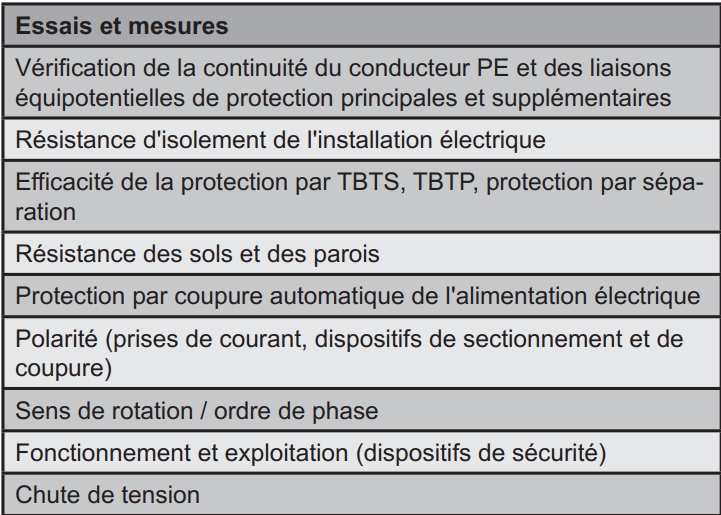 Essais et mesures
Vérification de la continuité du conducteur PE et des liaisons
équipotentielles de protection principales et supplémentaires
Résistance d'isolement de l'installation électrique
Efficacité de la protection par TBTS, TBTP, protection par sépa-
ration
Résistance des sols et des parois
Protection par coupure automatique de l'alimentation électrique
Polarité (prises de courant, dispositifs de sectionnement et de
coupure)
Sens de rotation / ordre de phase
Fonctionnement et exploitation (dispositifs de sécurité)
Chute de tension